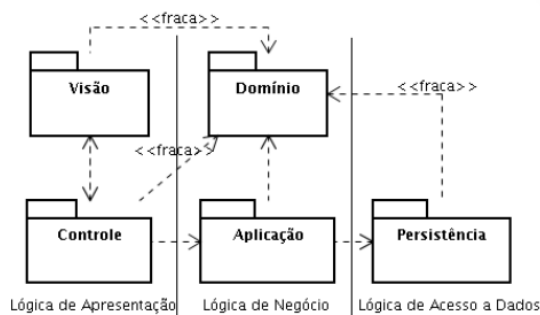 <<fraca>>
Visão
Domínio
<<fraca>>
<<fraca>>
Controle
Aplicação
Persistência
Lógica de Apresentação
Lógica de Negócio
Lógica de Acesso a Dados